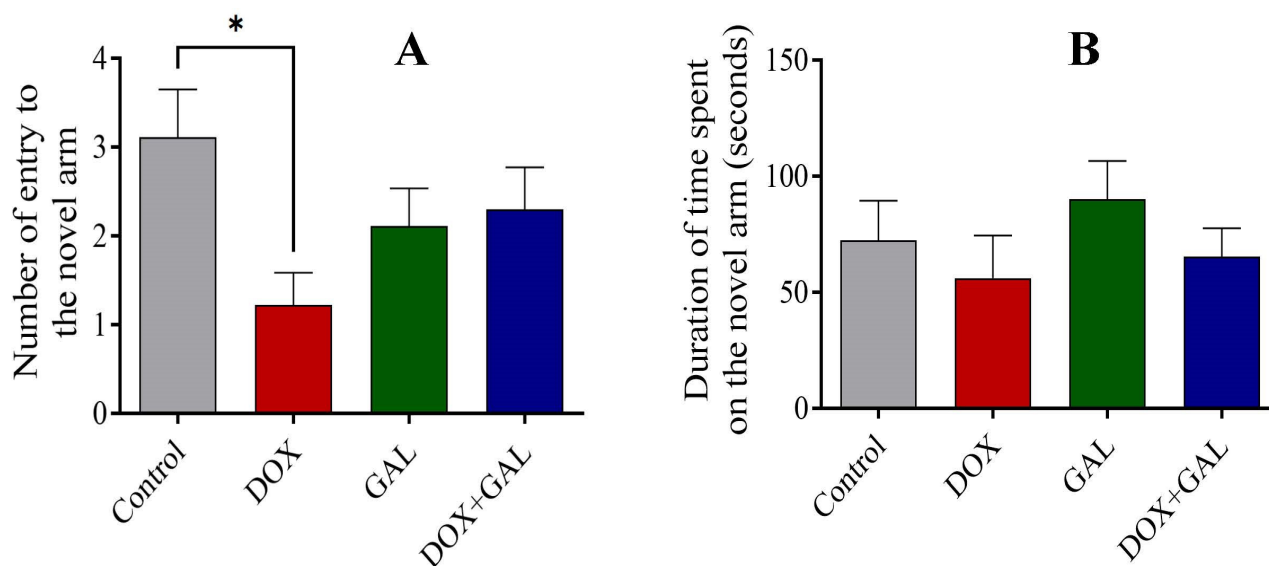 *
A
4
3
2
1
0
Number of entry to
the novel arm
Control
DOX
GAL
DOX+GAL
B
150
100
50
0
Duration of time spent
on the novel arm (seconds)
Control
DOX
GAL
DOX+GAL